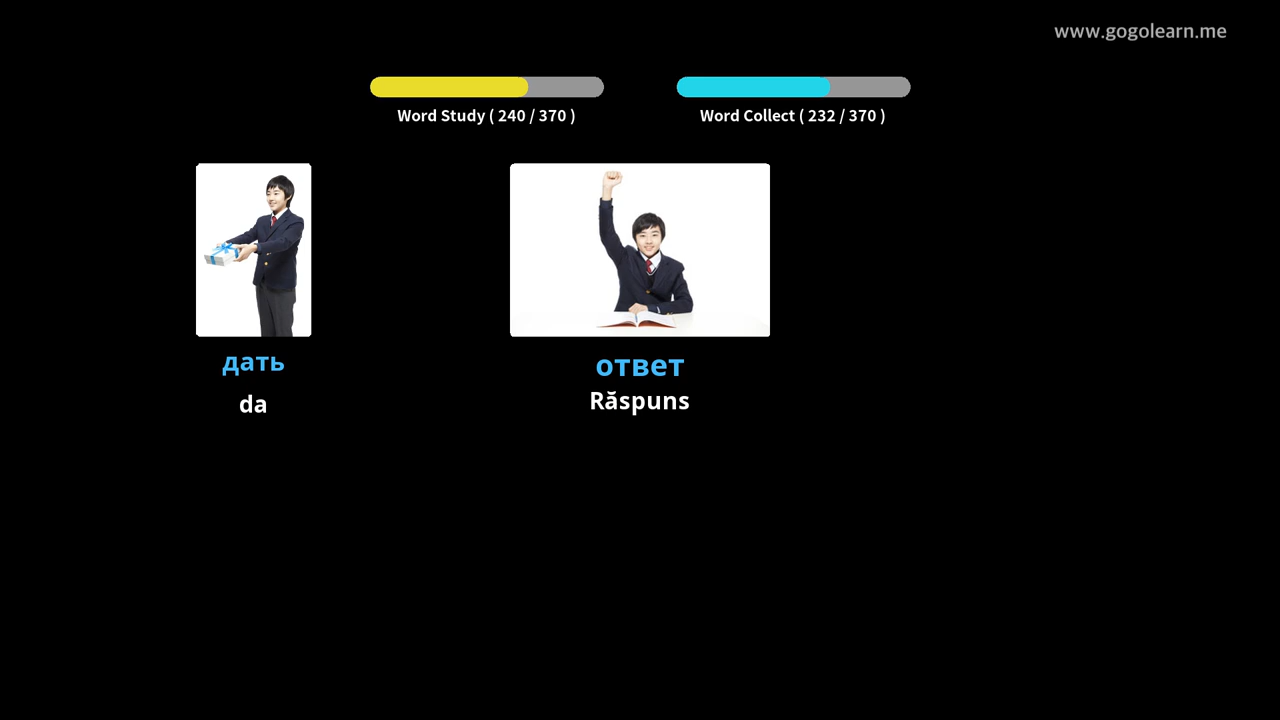 www.gogolearn.me
Word Study ( 240 / 370 )
Word Collect ( 232 / 370 )
дать
da
ответ
Răspuns